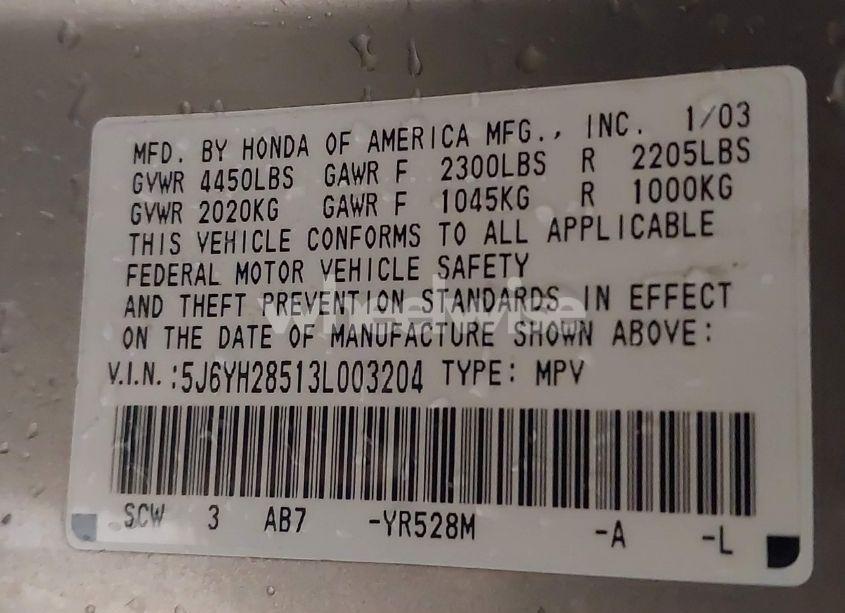 MFD. BY HONDA OF AMERICA MFG., INC. 1/03
GVWR 4450LBS GAWR F 2300LBS R 2205LBS
GVWR 2020KG GAWR F 1045KG R 1000KG
THIS VEHICLE CONFORMS TO ALL APPLICABLE
FEDERAL MOTOR VEHICLE SAFETY
AND THEFT PREVENTION STANDARDS IN EFFECT
ON THE DATE OF MANUFACTURE SHOWN ABOVE:
V.I.N.:5J6YH28513L003204 TYPE: MPV
SCW 3 AB7 -YR528M -A -L
wheelwise